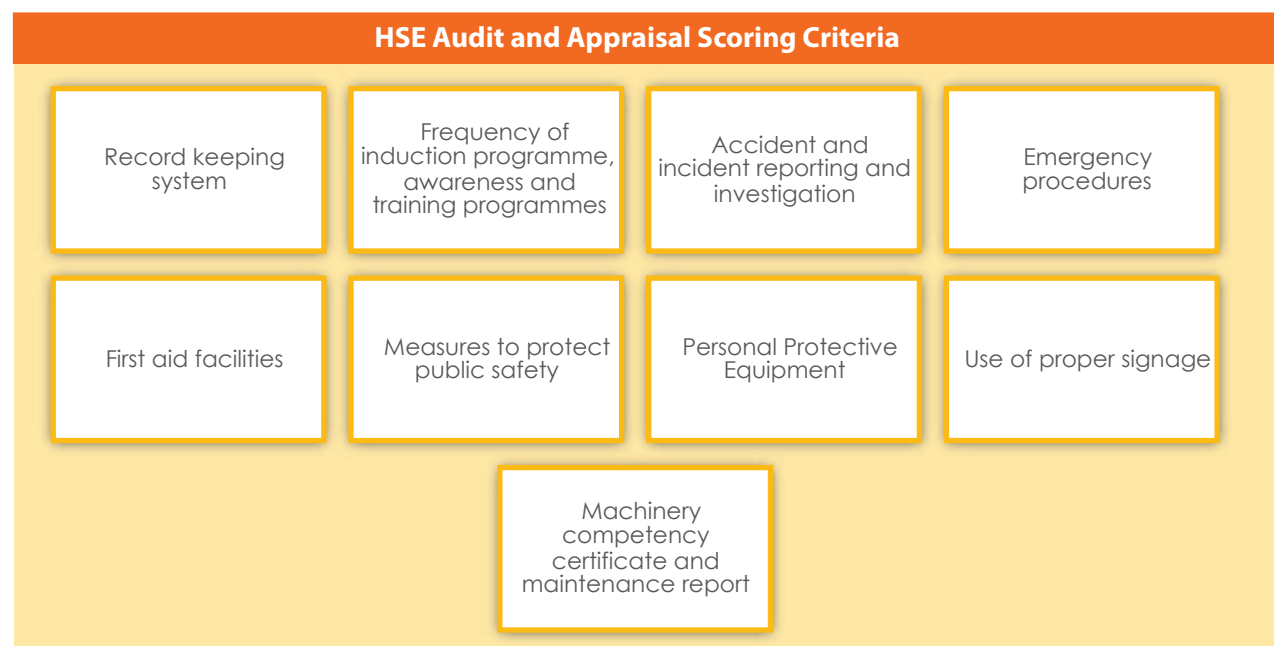 HSE Audit and Appraisal Scoring Criteria
Record keeping
system
Frequency of
induction programme,
awareness and
training programmes
Accident and
incident reporting and
investigation
Emergency
procedures
First aid facilities
Measures to protect
public safety
Personal Protective
Equipment
Use of proper signage
Machinery
competency
certificate and
maintenance report